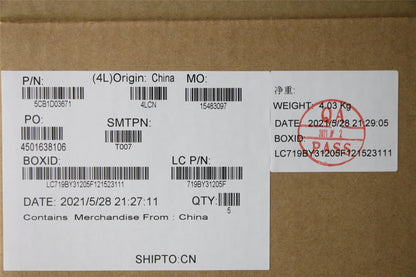 P/N:
(4L)Origin: China
MO:
5CB1D03671
4LCN
15483097
PO:
SMTPN:
4501638106
T007
BOXID:
LC P/N:
LC719BY31205F121523111
719BY31205F
DATE: 2021/5/28 21:27:11
QTY:
5
Contains Merchandise From : China
SHIPTO:CN
净重:
WEIGHT: 4.03 Kg
DATE: 2021/5/28 21:29:05
BOXID:
LC719BY31205F121523111
QA
PASS